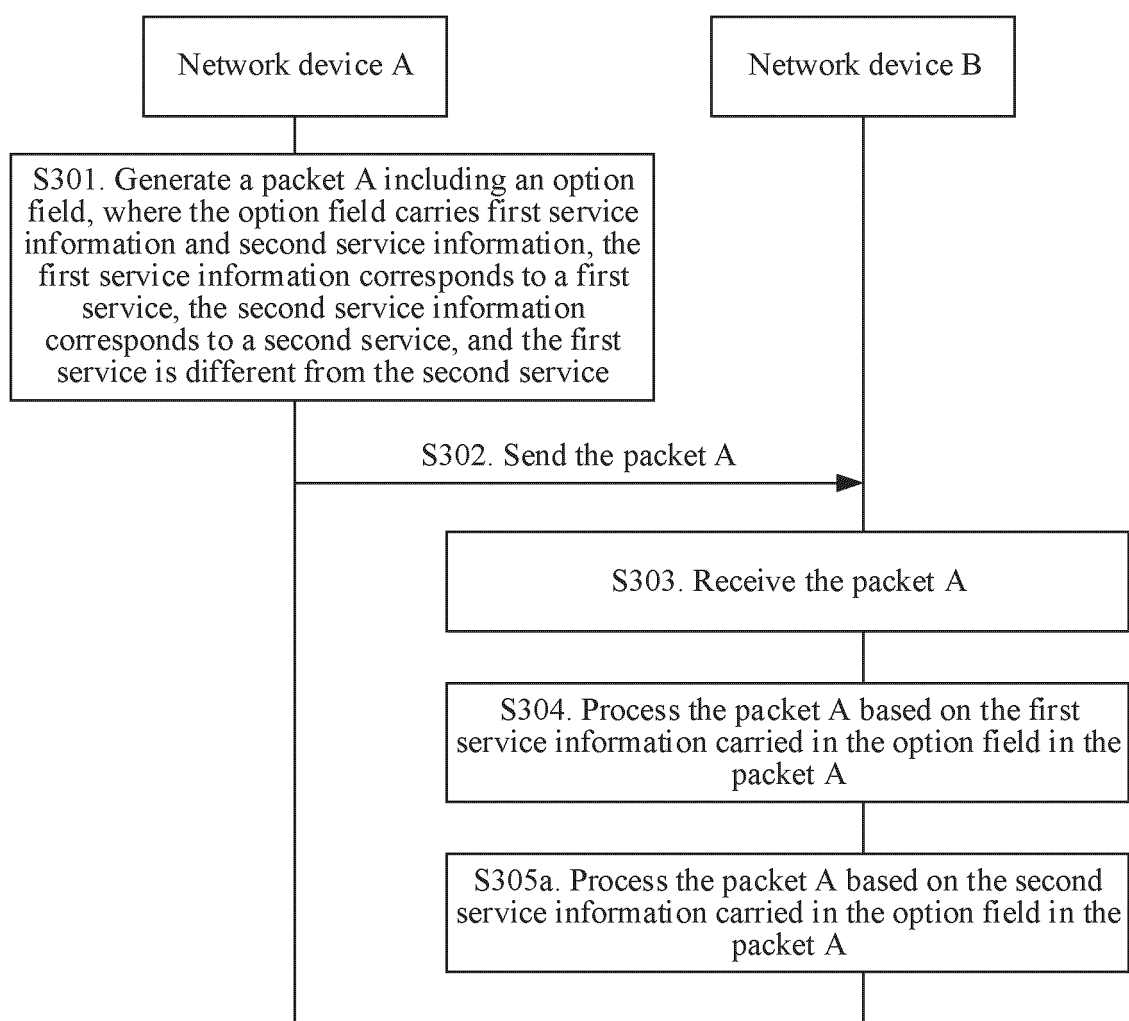 Network device A
Network device B
S301. Generate a packet A including an option
field, where the option field carries first service
information and second service information, the
first service information corresponds to a first
service, the second service information
corresponds to a second service, and the first
service is different from the second service
S302. Send the packet A
S303. Receive the packet A
S304. Process the packet A based on the first
service information carried in the option field in the
packet A
S305a. Process the packet A based on the second
service information carried in the option field in the
packet A